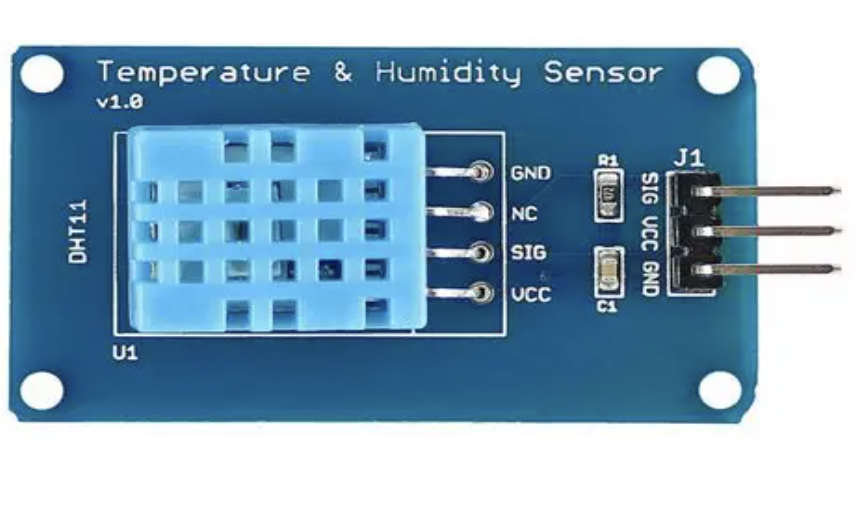 Temperature & Humidity Sensor
v1.0
DHT11
GND
NC
SIG
VCC
U1
R1
C1
J1
SIG
VCC
GND